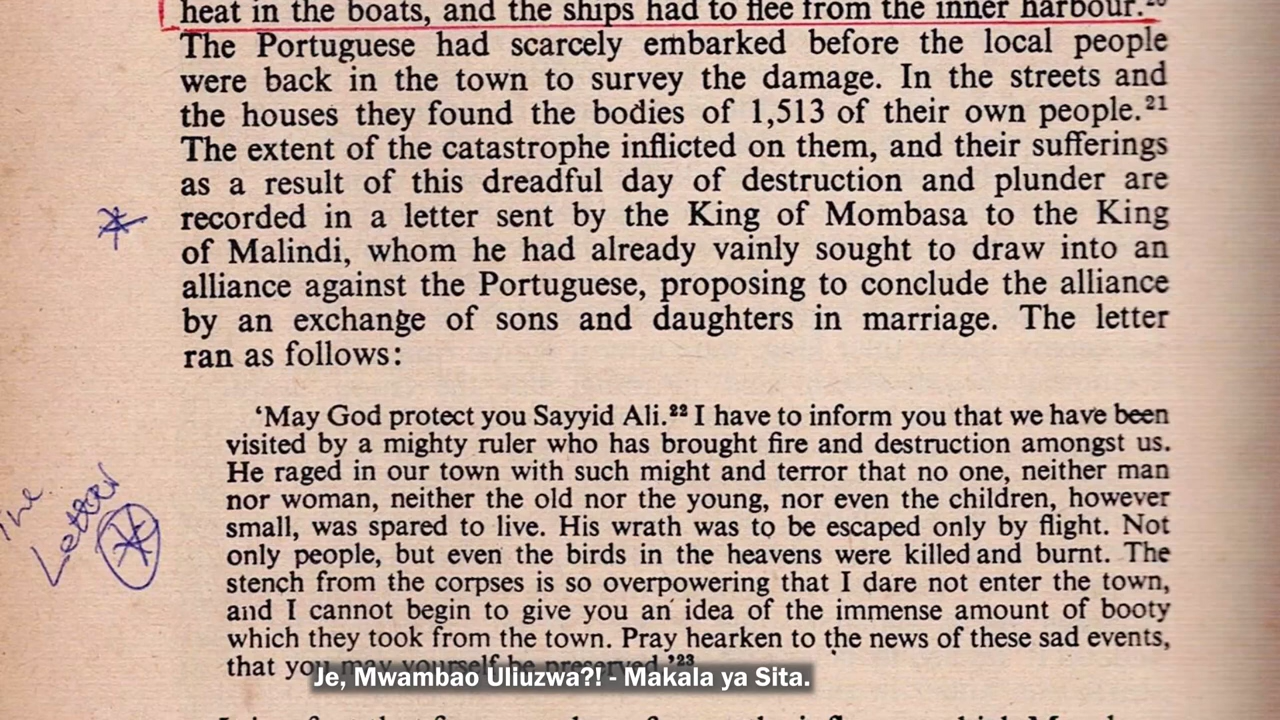 heat in the boats, and the ships had to flee from the inner harbour.²⁰
The Portuguese had scarcely embarked before the local people
were back in the town to survey the damage. In the streets and
the houses they found the bodies of 1,513 of their own people.²¹
The extent of the catastrophe inflicted on them, and their sufferings
as a result of this dreadful day of destruction and plunder are
recorded in a letter sent by the King of Mombasa to the King
of Malindi, whom he had already vainly sought to draw into an
alliance against the Portuguese, proposing to conclude the alliance
by an exchange of sons and daughters in marriage. The letter
ran as follows:
'May God protect you Sayyid Ali.²² I have to inform you that we have been
visited by a mighty ruler who has brought fire and destruction amongst us.
He raged in our town with such might and terror that no one, neither man
nor woman, neither the old nor the young, nor even the children, however
small, was spared to live. His wrath was to be escaped only by flight. Not
only people, but even the birds in the heavens were killed and burnt. The
stench from the corpses is so overpowering that I dare not enter the town,
and I cannot begin to give you an idea of the immense amount of booty
which they took from the town. Pray hearken to the news of these sad events,
that you may yourself be preserved.'²³
The
Letter
Je, Mwambao Uliuzwa?! - Makala ya Sita.